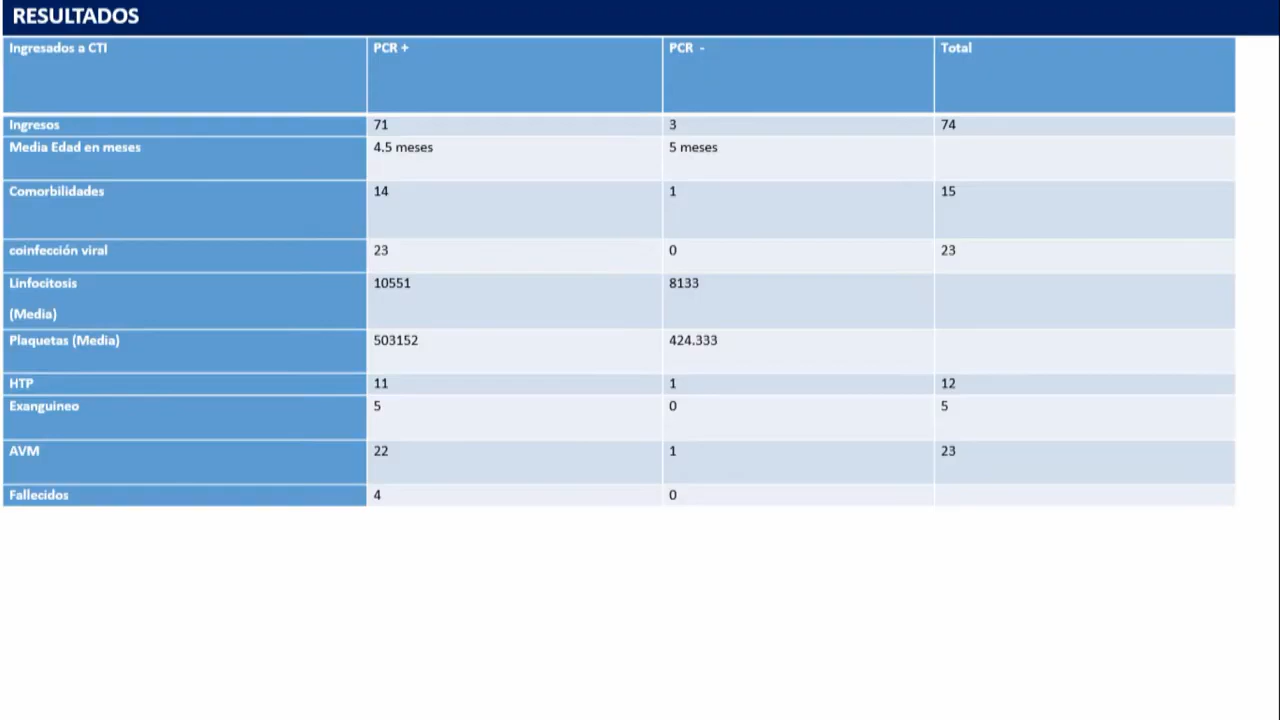 RESULTADOS
Ingresados a CTI PCR + PCR - Total
Ingresos 71 3 74
Media Edad en meses 4.5 meses 5 meses
Comorbilidades 14 1 15
coinfección viral 23 0 23
Linfocitosis 10551 8133
(Media)
Plaquetas (Media) 503152 424.333
HTP 11 1 12
Exanguineo 5 0 5
AVM 22 1 23
Fallecidos 4 0